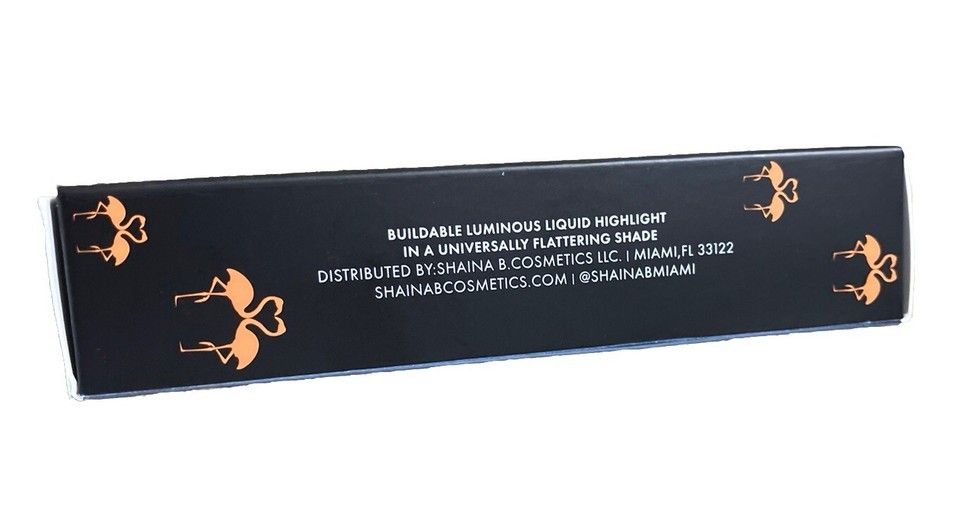 BUILDABLE LUMINOUS LIQUID HIGHLIGHT
IN A UNIVERSALLY FLATTERING SHADE
DISTRIBUTED BY:SHAINA B.COSMETICS LLC. | MIAMI,FL 33122
SHAINABCOSMETICS.COM | @SHAINABMIAMI